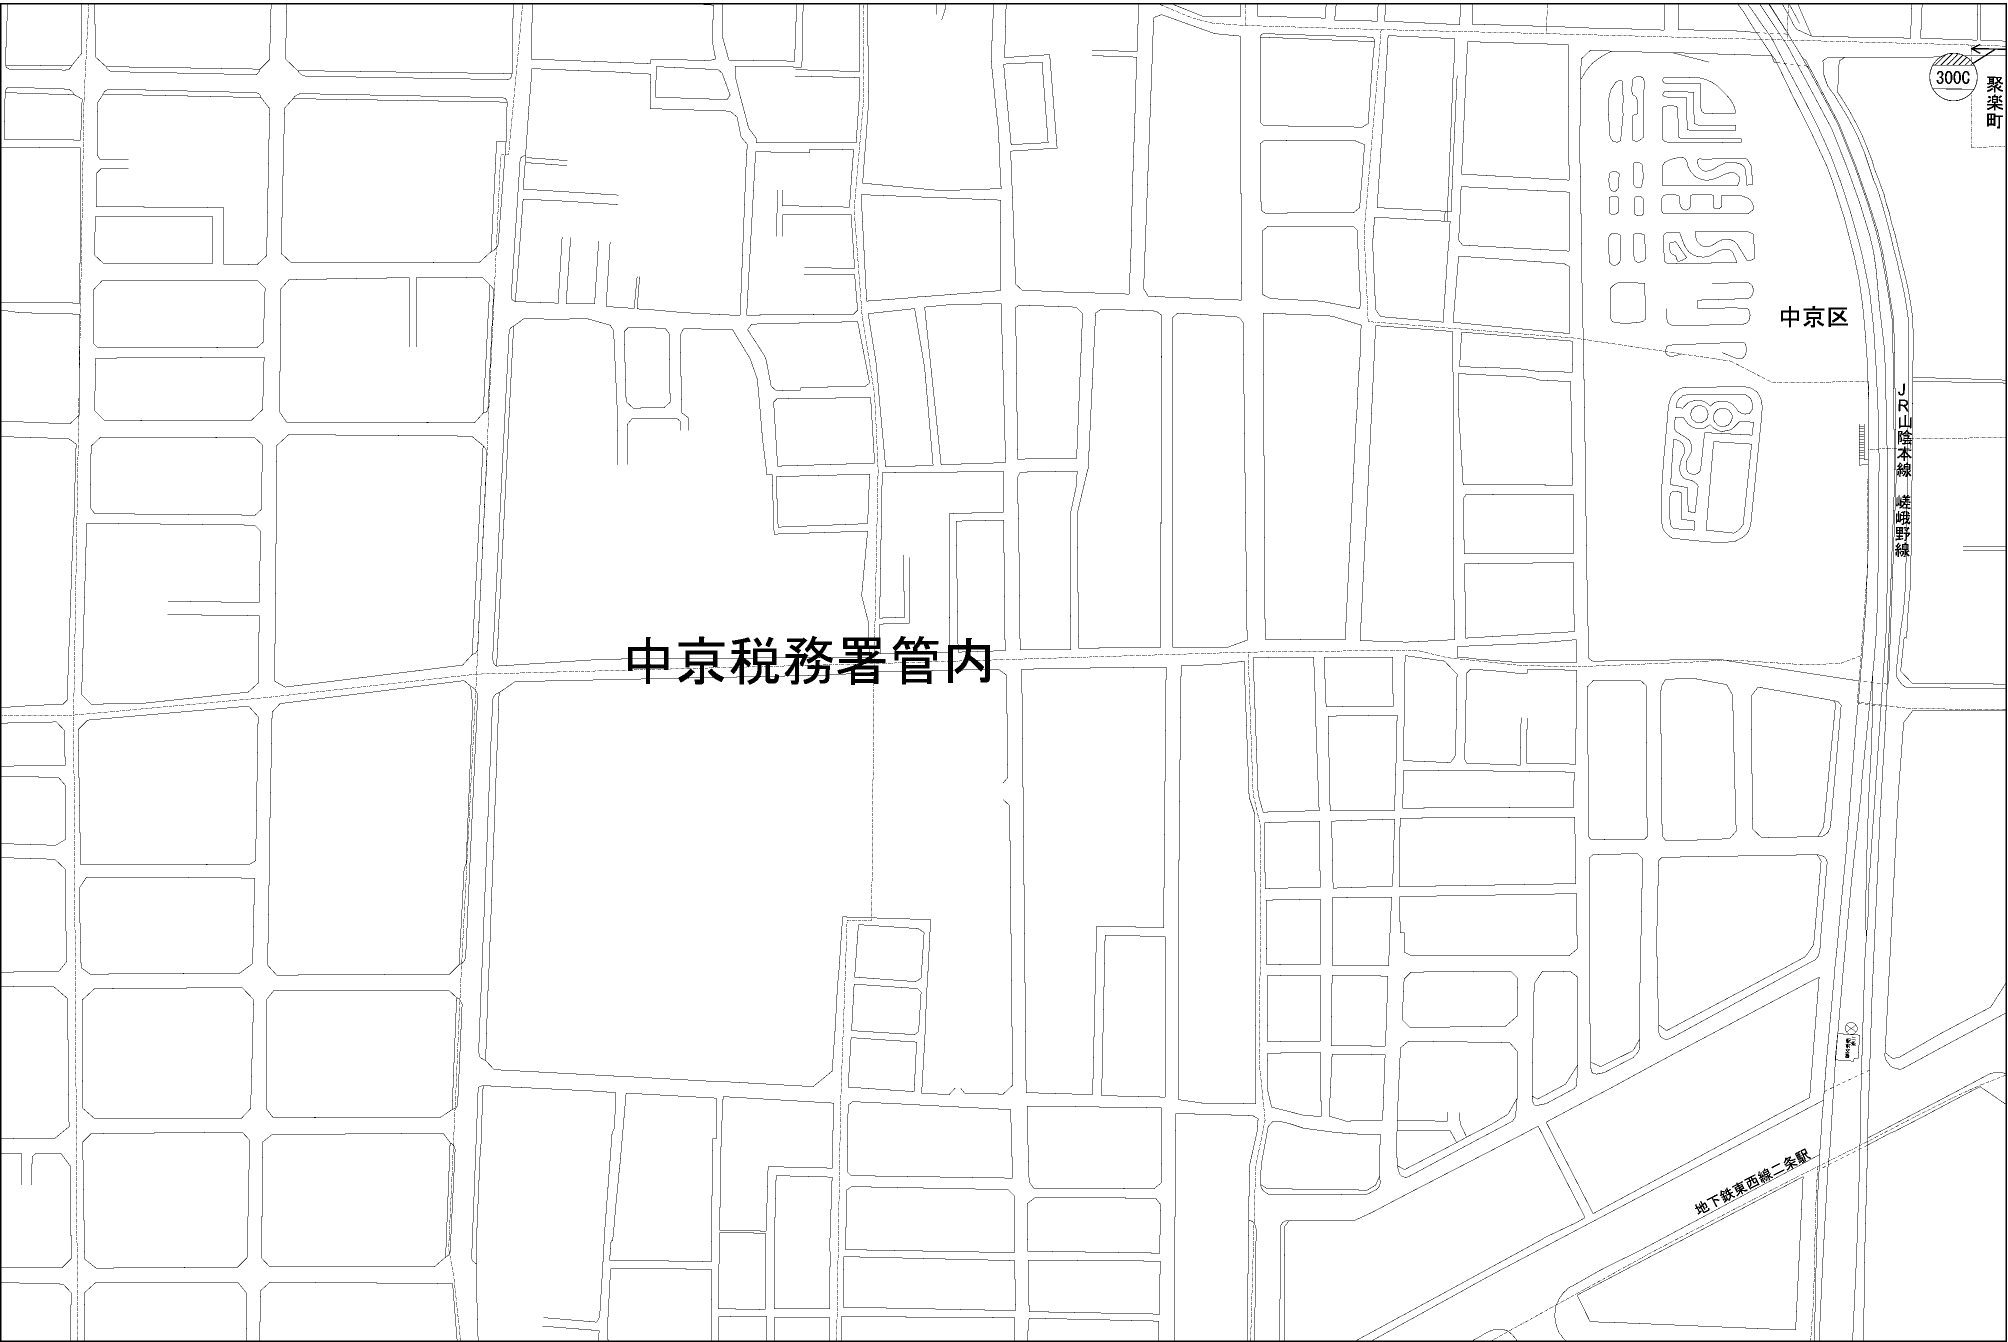 300C
聚楽町
中京区
JR山陰本線 嵯峨野線
中京税務署管内
地下鉄東西線二条駅